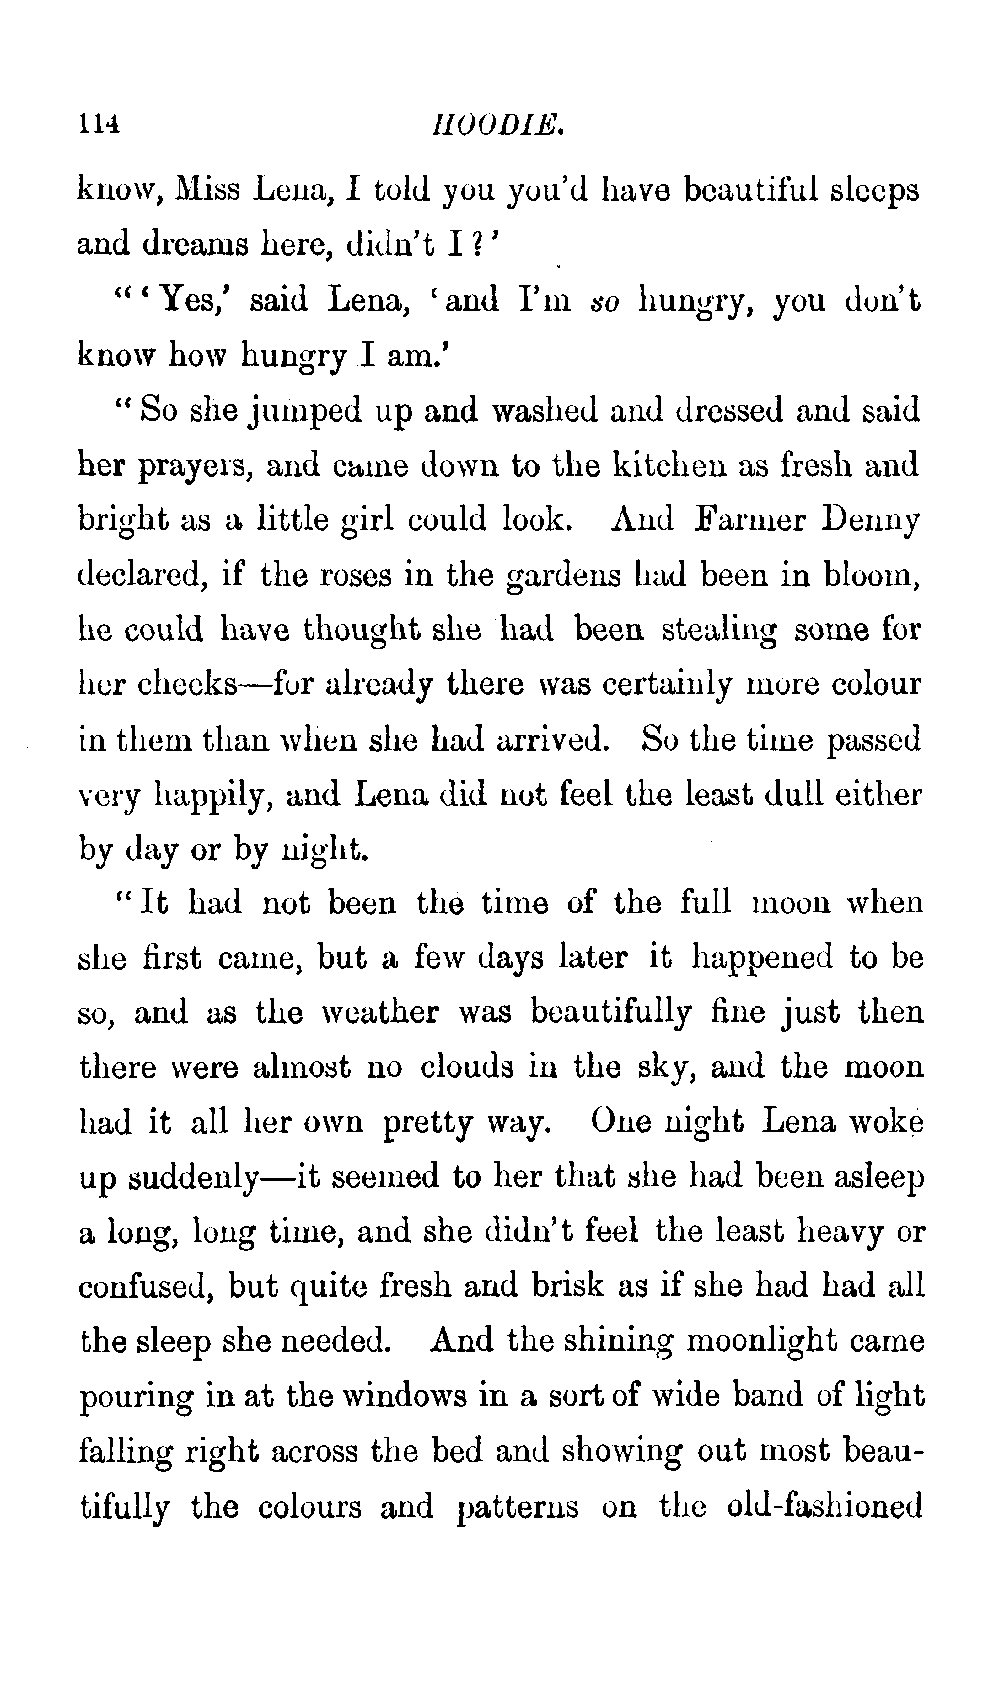 114 HOODIE.
know, Miss Lena, I told you you'd have beautiful sleeps
and dreams here, didn't I?'
"'Yes,' said Lena, 'and I'm so hungry, you don't
know how hungry I am.'
"So she jumped up and washed and dressed and said
her prayers, and came down to the kitchen as fresh and
bright as a little girl could look. And Farmer Denny
declared, if the roses in the gardens had been in bloom,
he could have thought she had been stealing some for
her cheeks—for already there was certainly more colour
in them than when she had arrived. So the time passed
very happily, and Lena did not feel the least dull either
by day or by night.
"It had not been the time of the full moon when
she first came, but a few days later it happened to be
so, and as the weather was beautifully fine just then
there were almost no clouds in the sky, and the moon
had it all her own pretty way. One night Lena woke
up suddenly—it seemed to her that she had been asleep
a long, long time, and she didn't feel the least heavy or
confused, but quite fresh and brisk as if she had had all
the sleep she needed. And the shining moonlight came
pouring in at the windows in a sort of wide band of light
falling right across the bed and showing out most beau-
tifully the colours and patterns on the old-fashioned